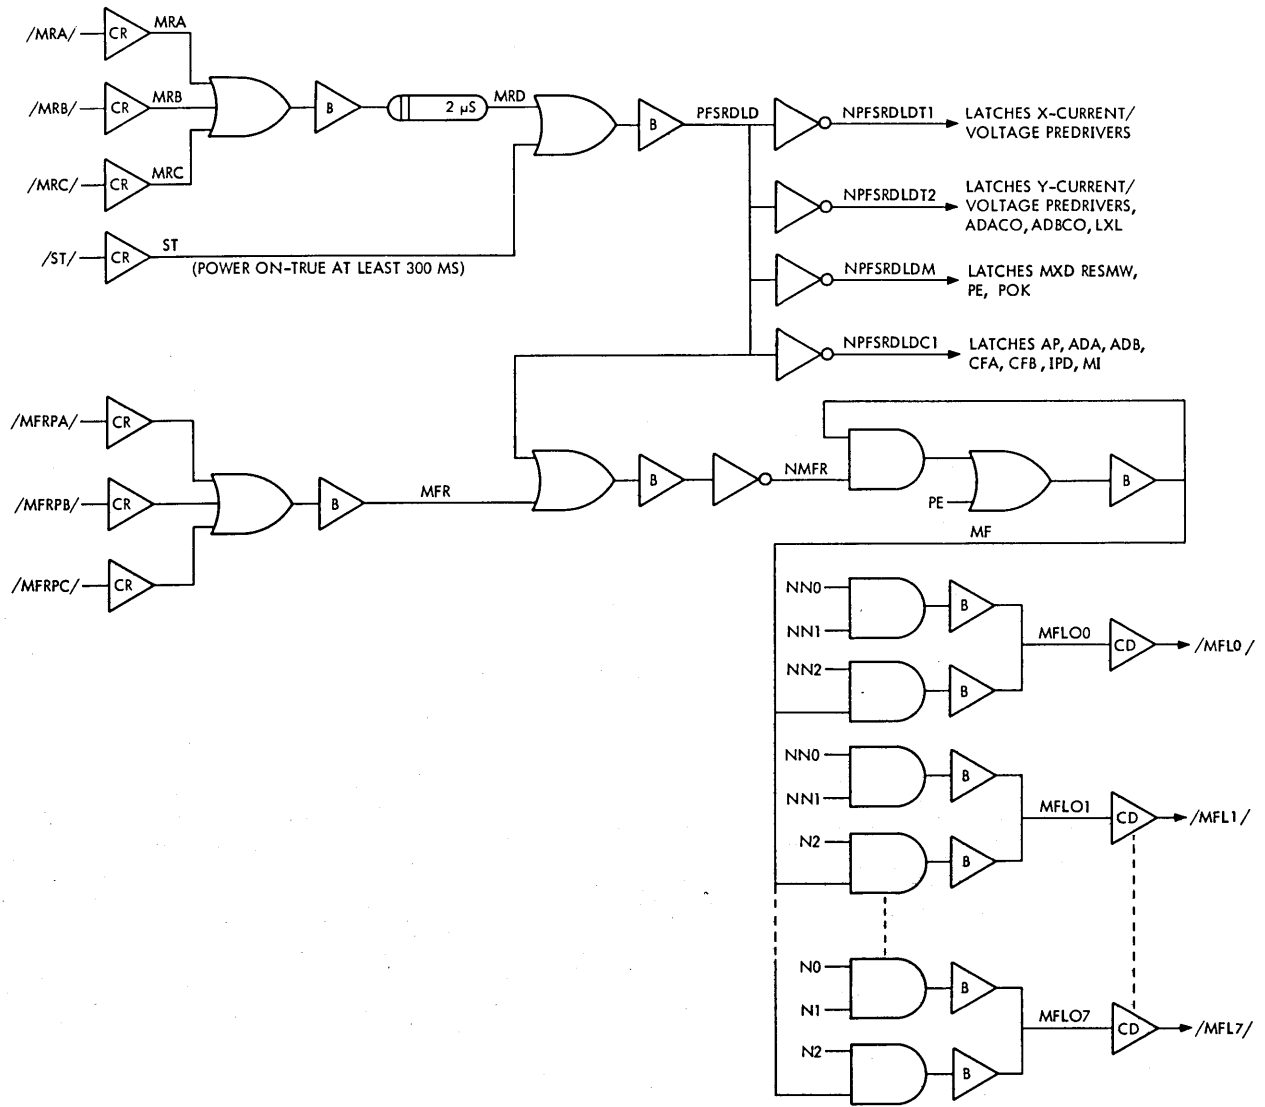 /MRA/ CR MRA
/MRB/ CR MRB
/MRC/ CR MRC
/ST/ CR ST
(POWER ON-TRUE AT LEAST 300 MS)
B
2 µS
MRD
B
PFSRDLD
NPFSRDLDT1
LATCHES X-CURRENT/
VOLTAGE PREDRIVERS
NPFSRDLDT2
LATCHES Y-CURRENT/
VOLTAGE PREDRIVERS,
ADACO, ADBCO, LXL
NPFSRDLDM
LATCHES MXD RESMW,
PE, POK
NPFSRDLDC1
LATCHES AP, ADA, ADB,
CFA, CFB, IPD, MI
/MFRPA/ CR
/MFRPB/ CR
/MFRPC/ CR
B
MFR
B
NMFR
PE
B
MF
NN0
NN1
B
NN2
B
MFLO0
CD
/MFL0/
NN0
NN1
B
N2
B
MFLO1
CD
/MFL1/
N0
N1
B
N2
B
MFLO7
CD
/MFL7/